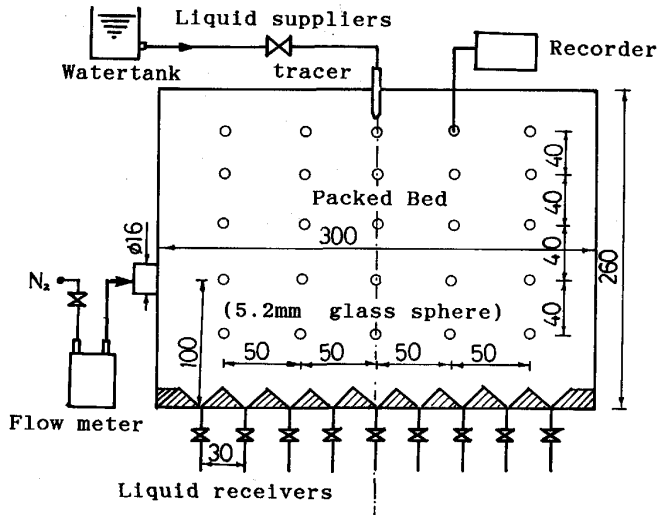 Liquid suppliers
Watertank
tracer
Recorder
40
40
Packed Bed
ø16
300
40
260
N₂
(5.2mm glass sphere)
40
100
50 50 50 50
Flow meter
30
Liquid receivers